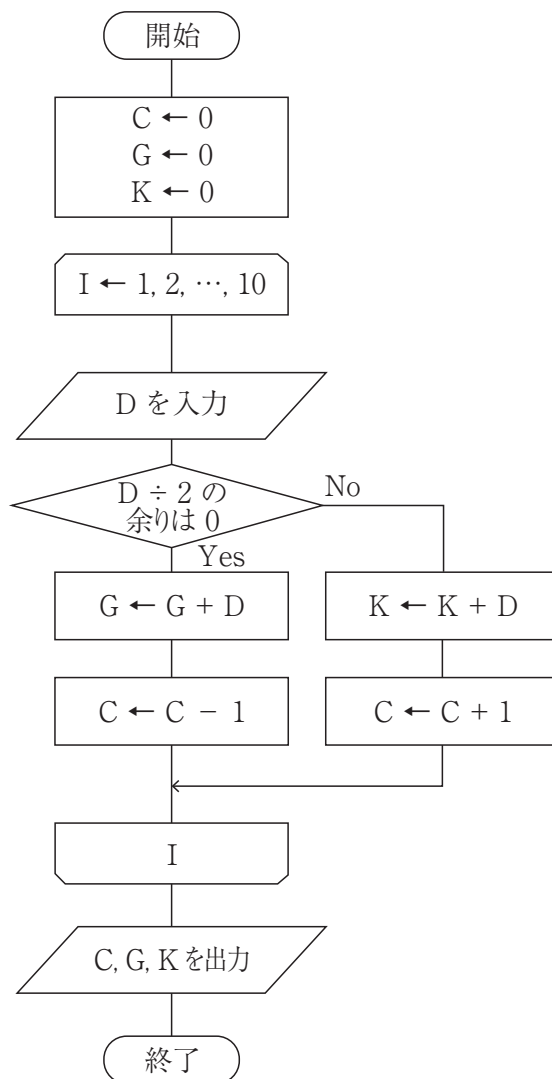 開始
C ← 0
G ← 0
K ← 0
I ← 1, 2, …, 10
D を入力
D ÷ 2 の
余りは 0
No
Yes
G ← G + D
K ← K + D
C ← C − 1
C ← C + 1
I
C, G, K を出力
終了